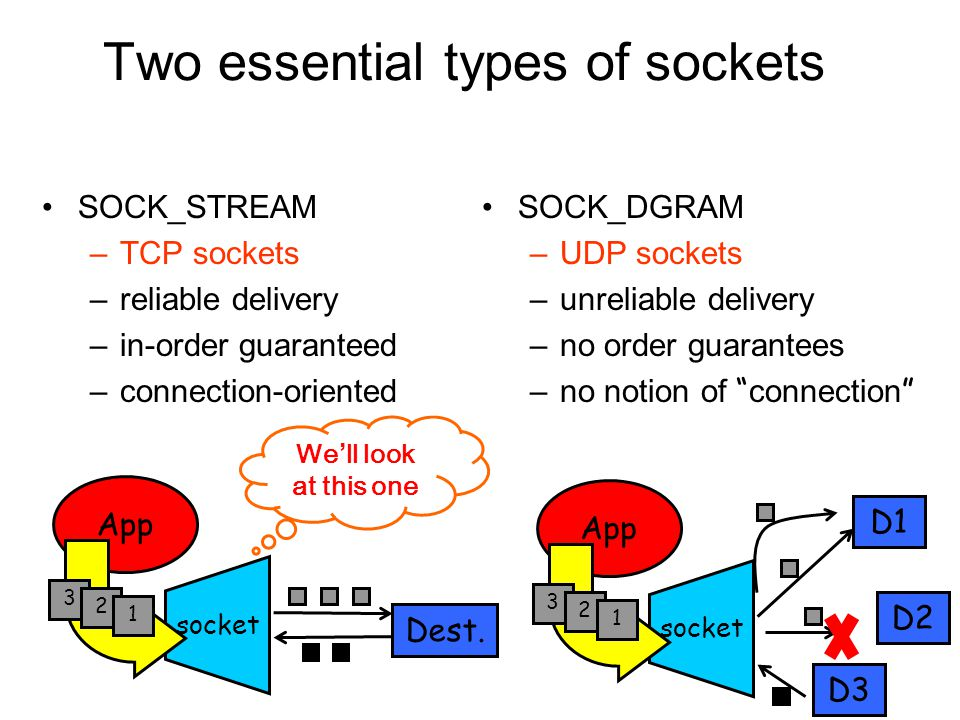 Two essential types of sockets
• SOCK_STREAM
– TCP sockets
– reliable delivery
– in-order guaranteed
– connection-oriented
• SOCK_DGRAM
– UDP sockets
– unreliable delivery
– no order guarantees
– no notion of “connection”
We’ll look
at this one
App
3
2
1
socket
Dest.
App
3
2
1
socket
D1
D2
D3